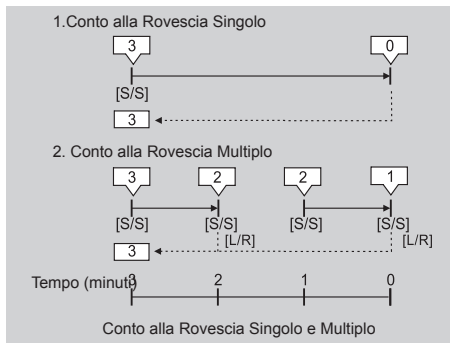 1.Conto alla Rovescia Singolo
3 0
[S/S]
3
2. Conto alla Rovescia Multiplo
3 2 2 1
[S/S] [S/S] [S/S] [S/S]
[L/R] [L/R]
3
Tempo (minuti) 3 2 1 0
Conto alla Rovescia Singolo e Multiplo